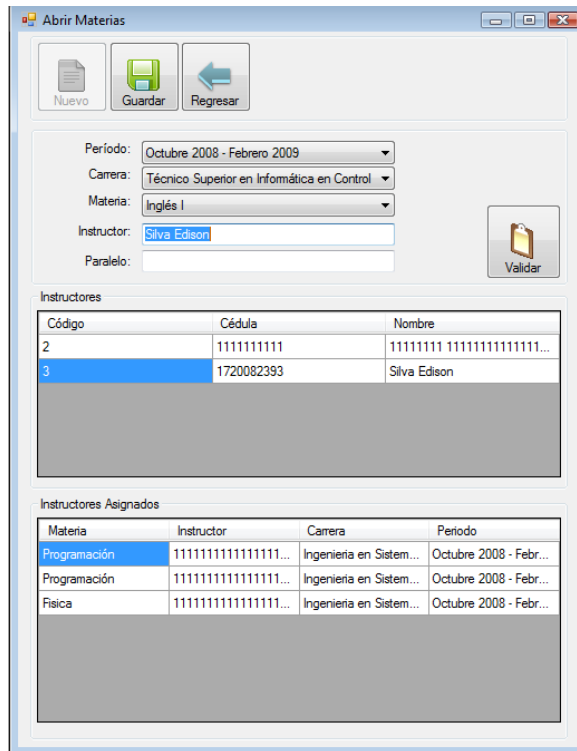 Abrir Materias
Nuevo Guardar Regresar
Período: Octubre 2008 - Febrero 2009
Carrera: Técnico Superior en Informática en Control
Materia: Inglés I
Instructor: Silva Edison
Paralelo:
Validar
Instructores
Código Cédula Nombre
2 1111111111 11111111 11111111111111...
3 1720082393 Silva Edison
Instructores Asignados
Materia Instructor Carrera Periodo
Programación 1111111111111111... Ingenieria en Sistem... Octubre 2008 - Febr...
Programación 1111111111111111... Ingenieria en Sistem... Octubre 2008 - Febr...
Fisica 1111111111111111... Ingenieria en Sistem... Octubre 2008 - Febr...